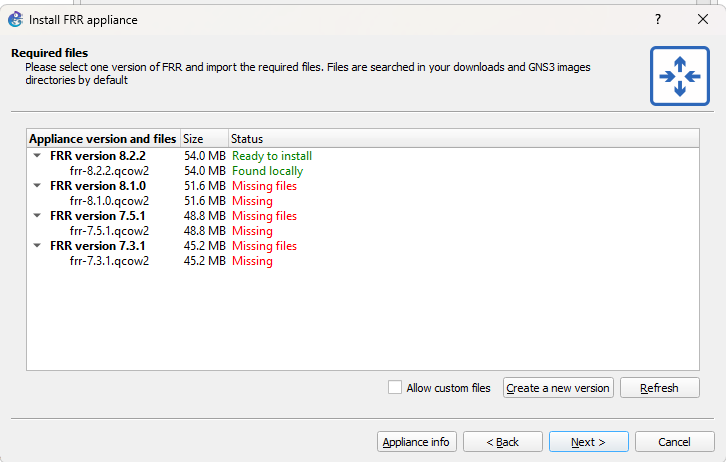 Install FRR appliance
Required files
Please select one version of FRR and import the required files. Files are searched in your downloads and GNS3 images
directories by default
Appliance version and files Size Status
FRR version 8.2.2 54.0 MB Ready to install
frr-8.2.2.qcow2 54.0 MB Found locally
FRR version 8.1.0 51.6 MB Missing files
frr-8.1.0.qcow2 51.6 MB Missing
FRR version 7.5.1 48.8 MB Missing files
frr-7.5.1.qcow2 48.8 MB Missing
FRR version 7.3.1 45.2 MB Missing files
frr-7.3.1.qcow2 45.2 MB Missing
Allow custom files Create a new version Refresh
Appliance info < Back Next > Cancel